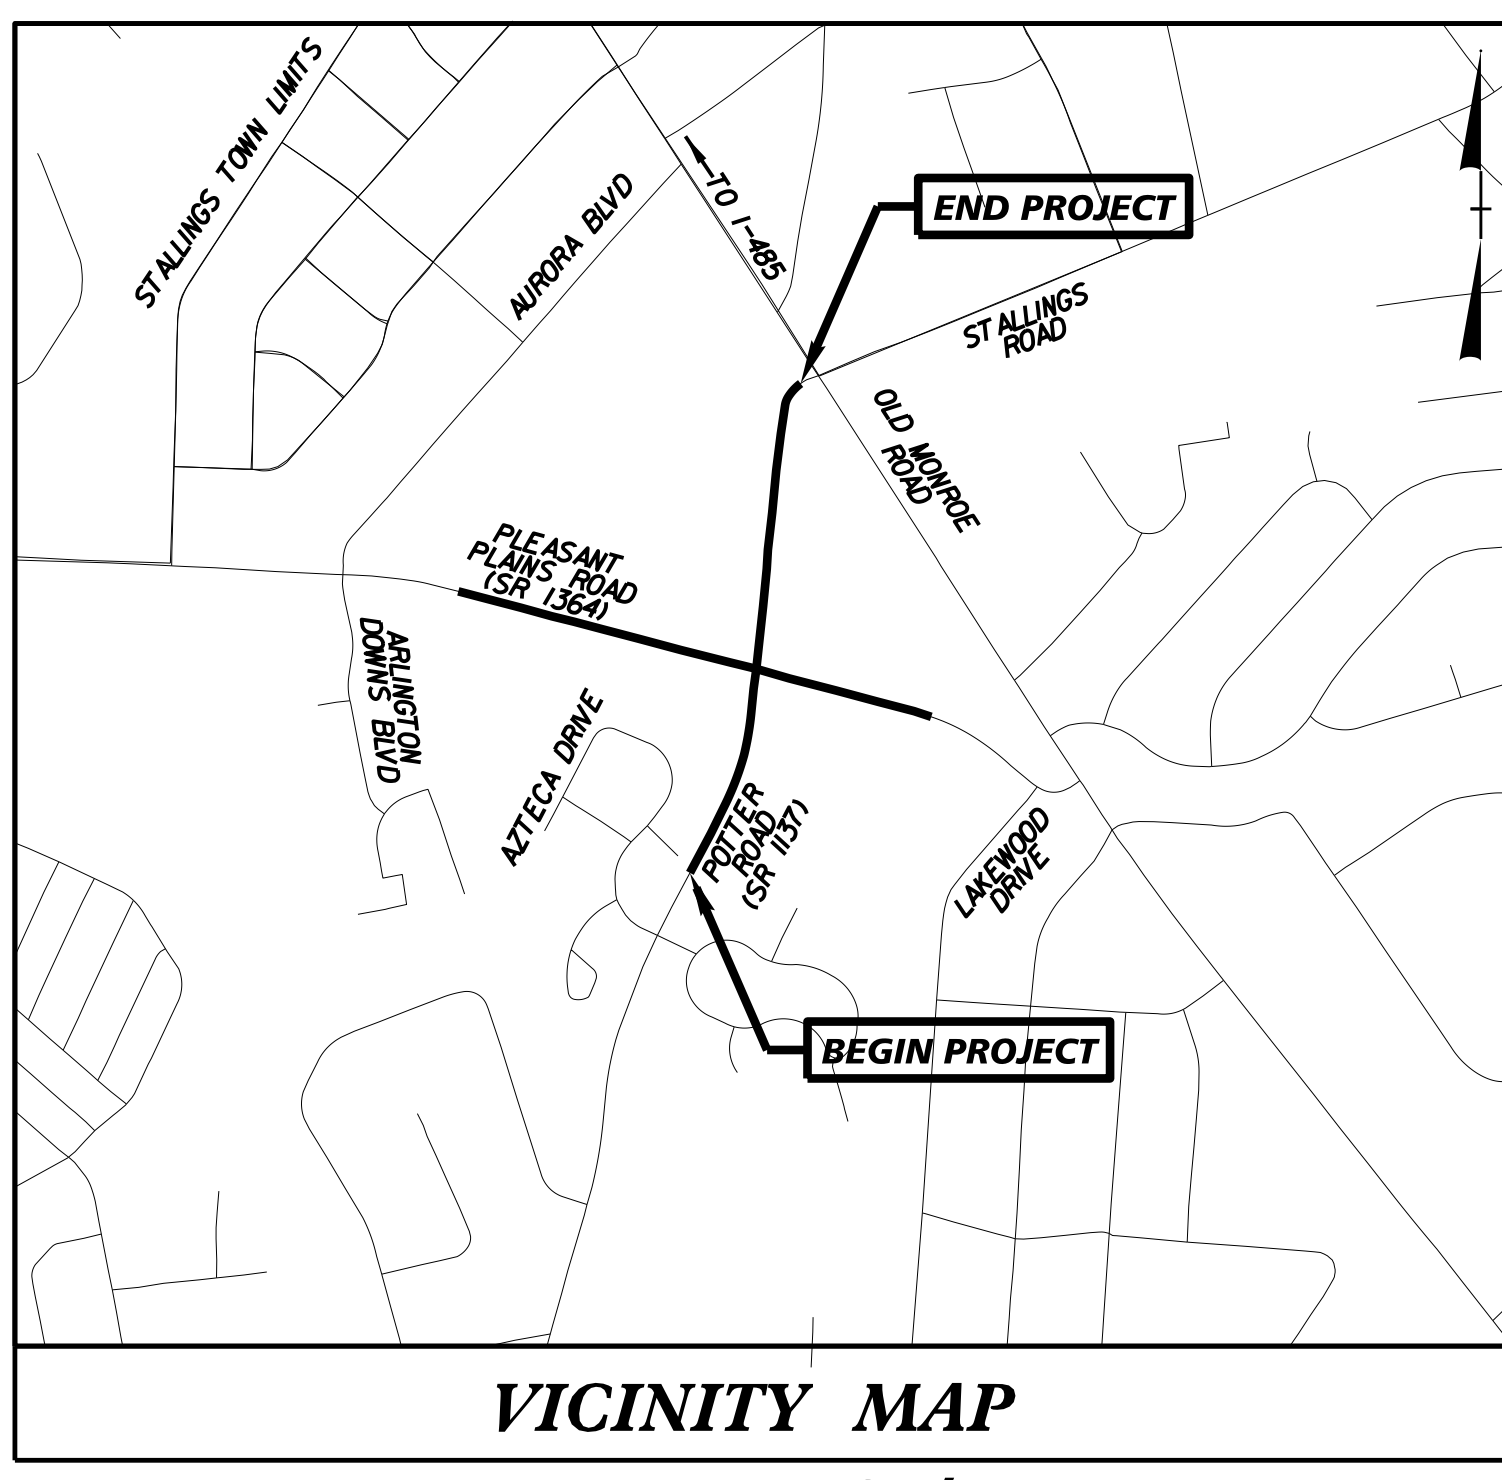 STALLINGS TOWN LIMITS
AURORA BLVD
TO I-485
END PROJECT
STALLINGS
ROAD
OLD MONROE
ROAD
PLEASANT
PLAINS ROAD
(SR 1364)
ARLINGTON
DOWNS BLVD
AZTECA DRIVE
POTTER
ROAD
(SR 1137)
LAKEWOOD
DRIVE
BEGIN PROJECT
VICINITY MAP